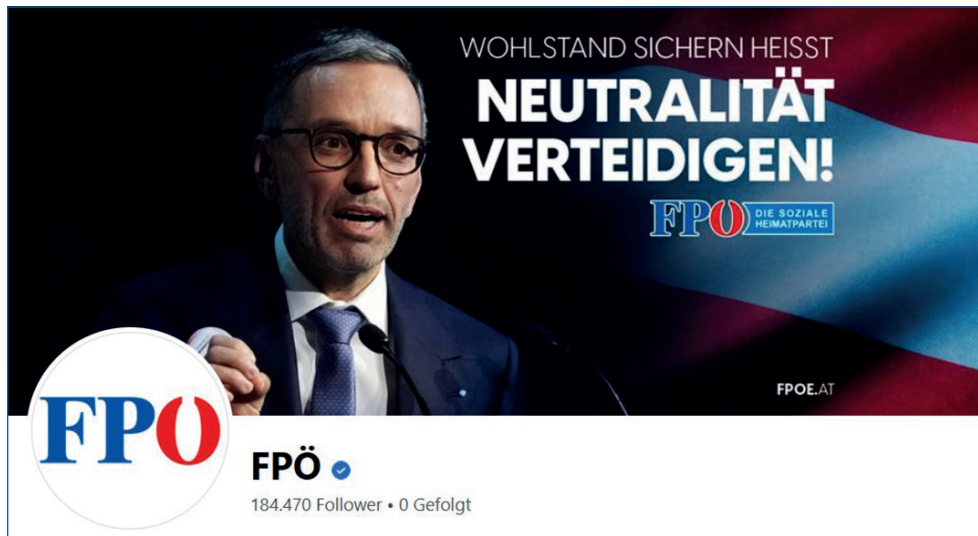 WOHLSTAND SICHERN HEISST
NEUTRALITÄT
VERTEIDIGEN!
FPÖ DIE SOZIALE
HEIMATPARTEI
FPOE.AT
FPÖ
FPÖ
184.470 Follower • 0 Gefolgt